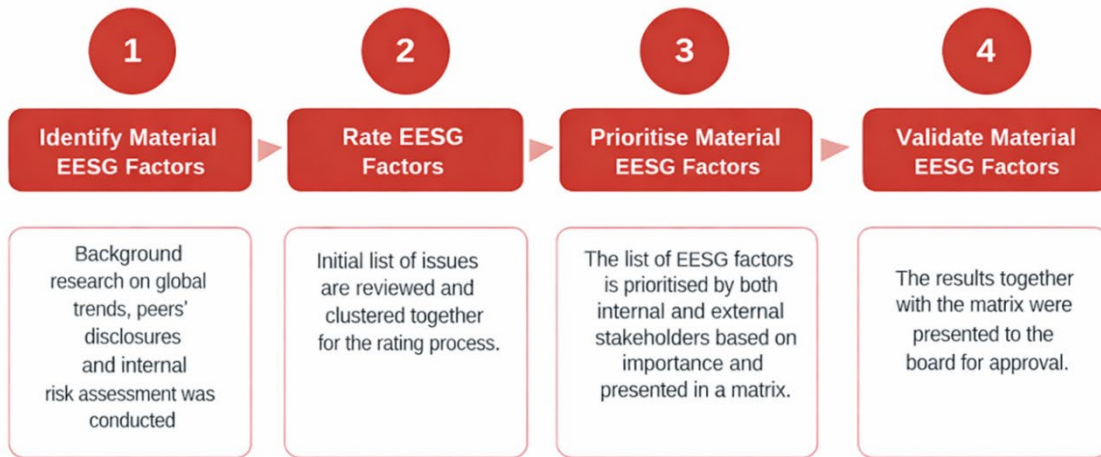 1
2
3
4
Identify Material
EESG Factors
Rate EESG
Factors
Prioritise Material
EESG Factors
Validate Material
EESG Factors
Background
research on global
trends, peers'
disclosures
and internal
risk assessment was
conducted
Initial list of issues
are reviewed and
clustered together
for the rating process.
The list of EESG factors
is prioritised by both
internal and external
stakeholders based on
importance and
presented in a matrix.
The results together
with the matrix were
presented to the
board for approval.